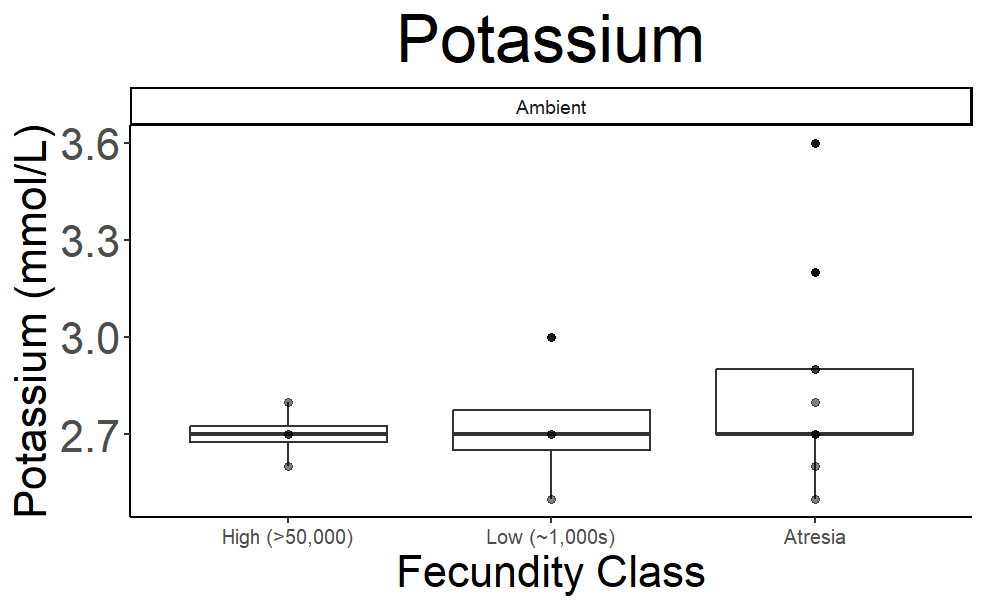 Potassium
Ambient
Potassium (mmol/L)
3.6
3.3
3.0
2.7
High (>50,000)
Low (~1,000s)
Atresia
Fecundity Class